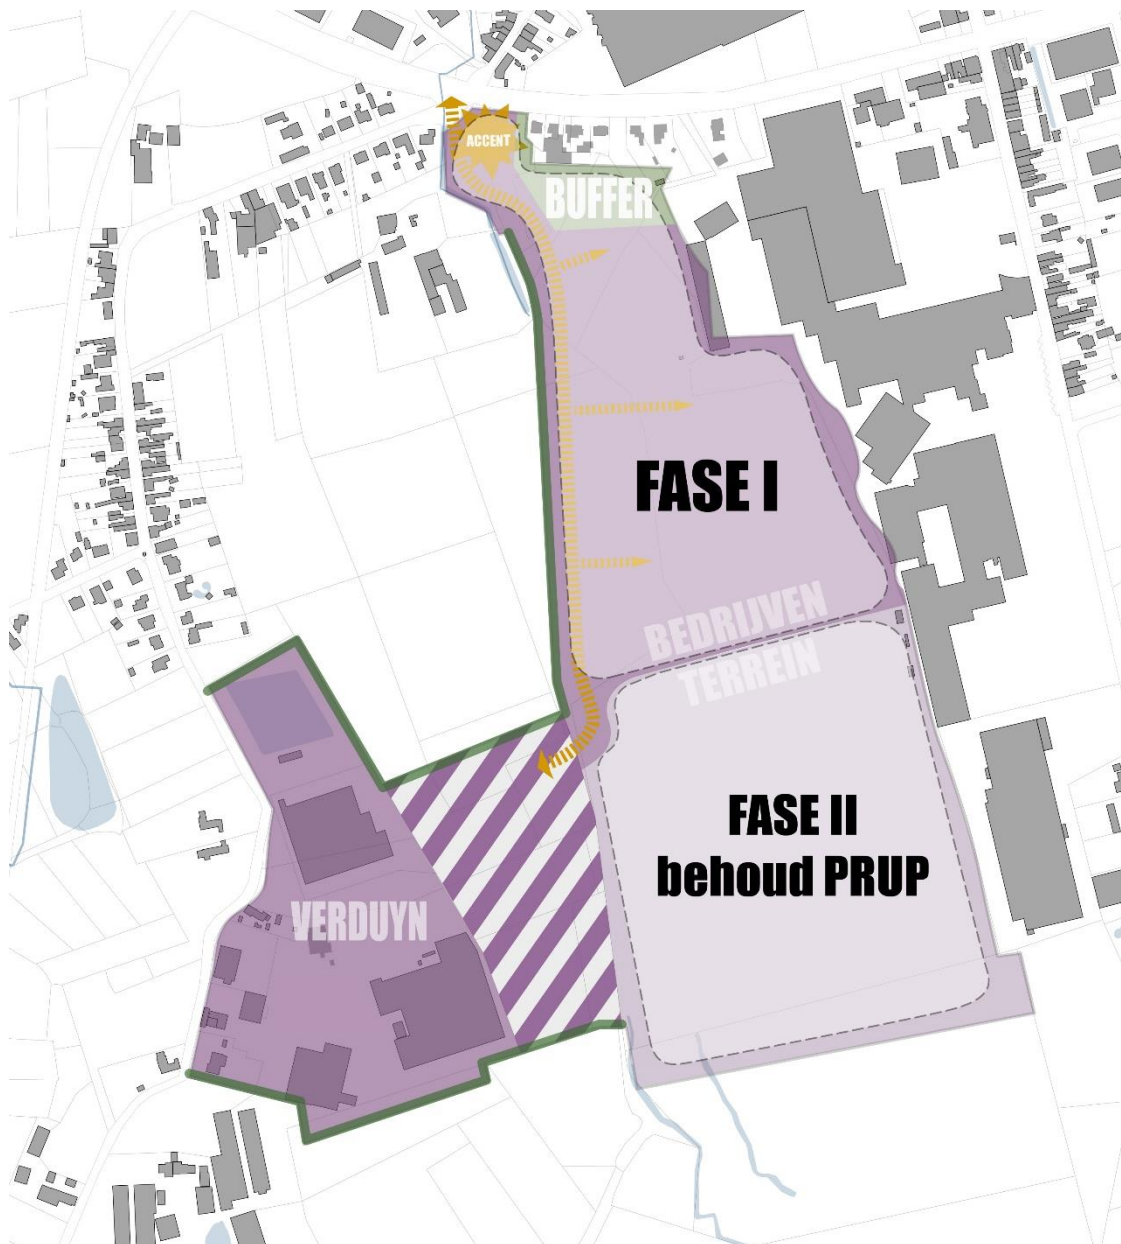 ACCENT
BUFFER
FASE I
BEDRIJVEN
TERREIN
FASE II
behoud PRUP
VERDUYN